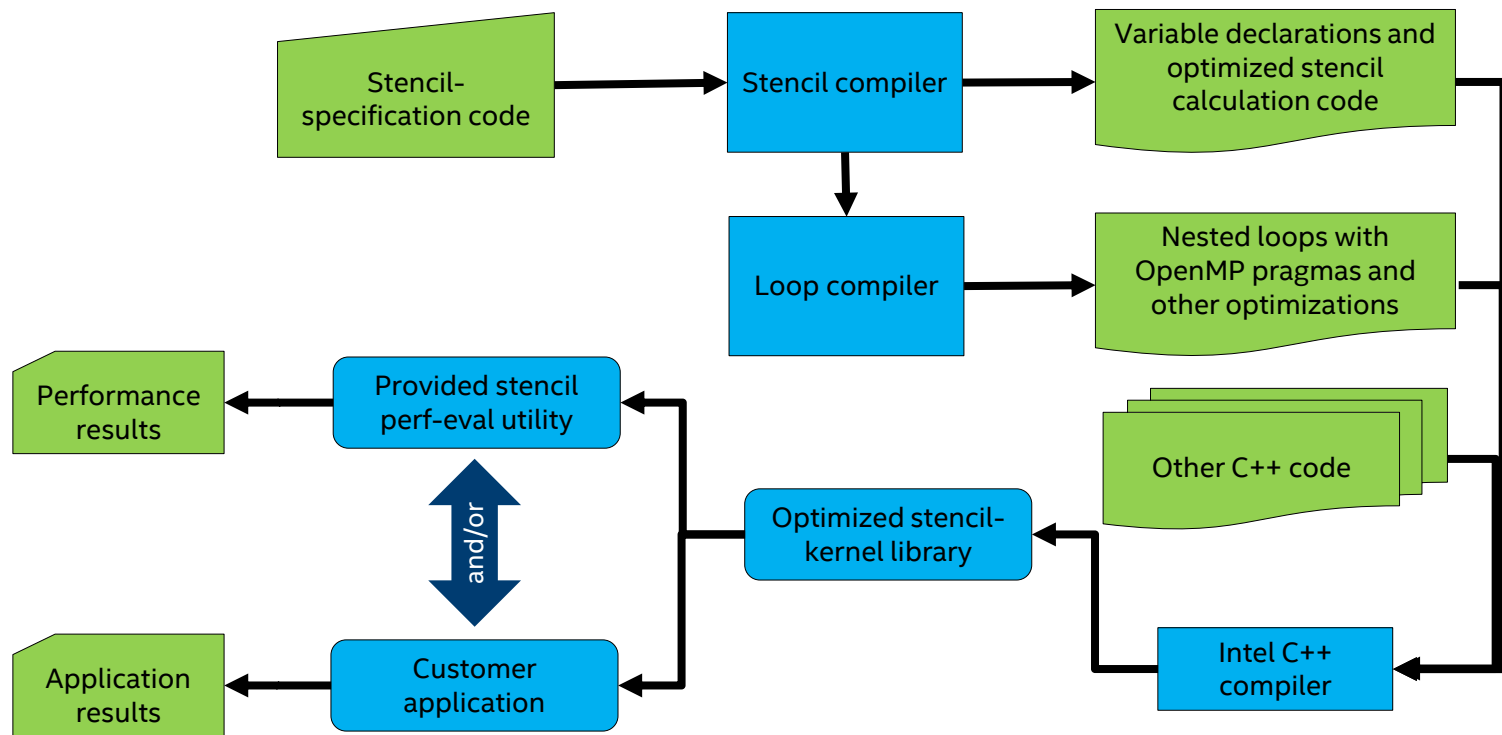 Stencil-
specification code
Stencil compiler
Variable declarations and
optimized stencil
calculation code
Loop compiler
Nested loops with
OpenMP pragmas and
other optimizations
Performance
results
Provided stencil
perf-eval utility
Other C++ code
and/or
Optimized stencil-
kernel library
Application
results
Customer
application
Intel C++
compiler